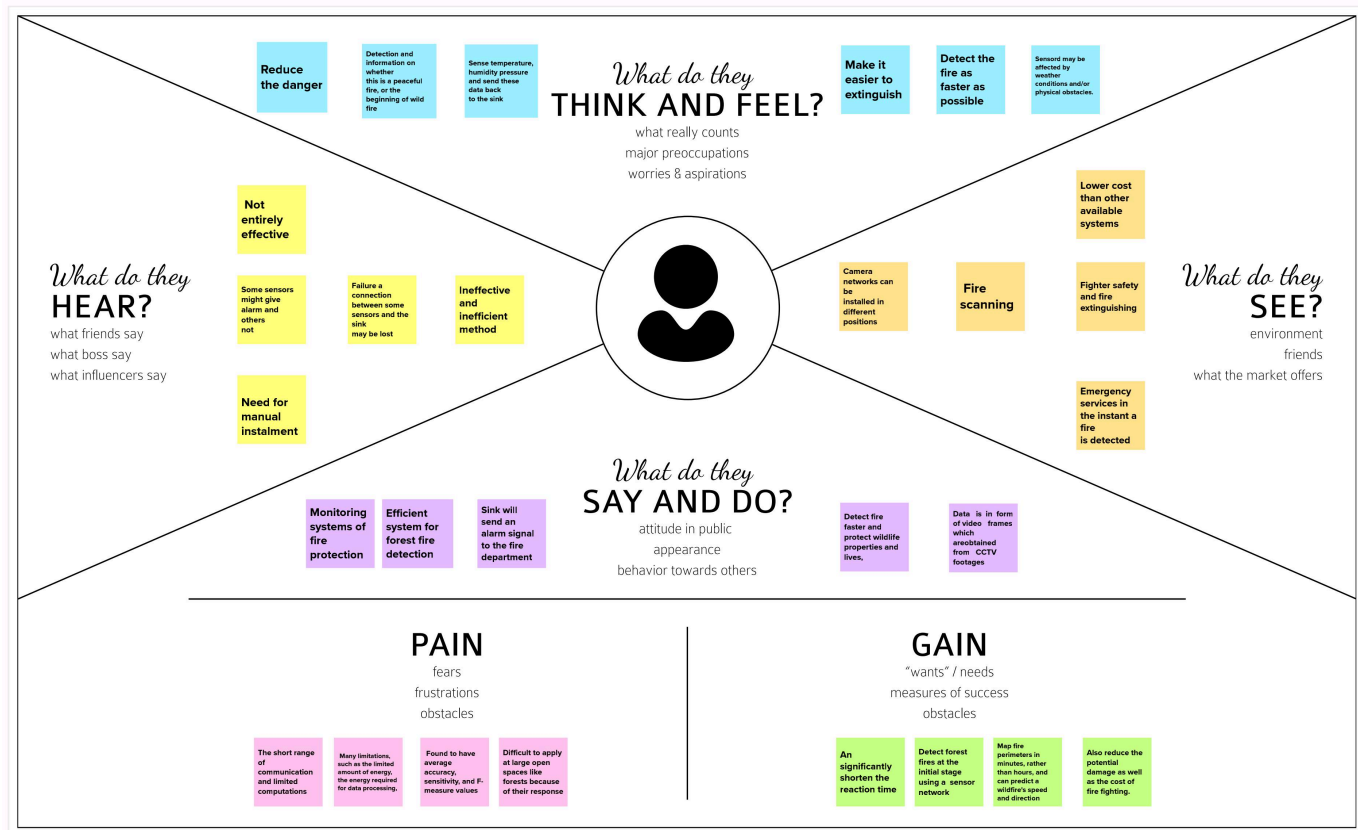 Reduce
the danger
Detection and
information on
whether
this is a peaceful
fire, or the
beginning of wild
fire
Sense temperature,
humidity pressure
and send these
data back
to the sink
What do they
THINK AND FEEL?
what really counts
major preoccupations
worries & aspirations
Make it
easier to
extinguish
Detect the
fire as
faster as
possible
Sensord may be
affected by
weather
conditions and/or
physical obstacles.
What do they
HEAR?
what friends say
what boss say
what influencers say
Not
entirely
effective
Some sensors
might give
alarm and
others
not
Failure a
connection
between some
sensors and the
sink
may be lost
Ineffective
and
inefficient
method
Need for
manual
instalment
Camera
networks can
be
installed in
different
positions
Fire
scanning
Lower cost
than other
available
systems
Fighter safety
and fire
extinguishing
Emergency
services in
the instant a
fire
is detected
What do they
SEE?
environment
friends
what the market offers
What do they
SAY AND DO?
attitude in public
appearance
behavior towards others
Monitoring
systems of
fire
protection
Efficient
system for
forest fire
detection
Sink will
send an
alarm signal
to the fire
department
Detect fire
faster and
protect wildlife
properties and
lives,
Data is in form
of video frames
which
areobtained
from CCTV
footages
PAIN
fears
frustrations
obstacles
The short range
of
communication
and limited
computations
Many limitations,
such as the limited
amount of energy,
the energy required
for data processing,
Found to have
average
accuracy,
sensitivity, and F-
measure values
Difficult to apply
at large open
spaces like
forests because
of their response
GAIN
"wants" / needs
measures of success
obstacles
An
significantly
shorten the
reaction time
Detect forest
fires at the
initial stage
using a sensor
network
Map fire
perimeters in
minutes, rather
than hours, and
can predict a
wildfire's speed
and direction
Also reduce the
potential
damage as well
as the cost of
fire fighting.